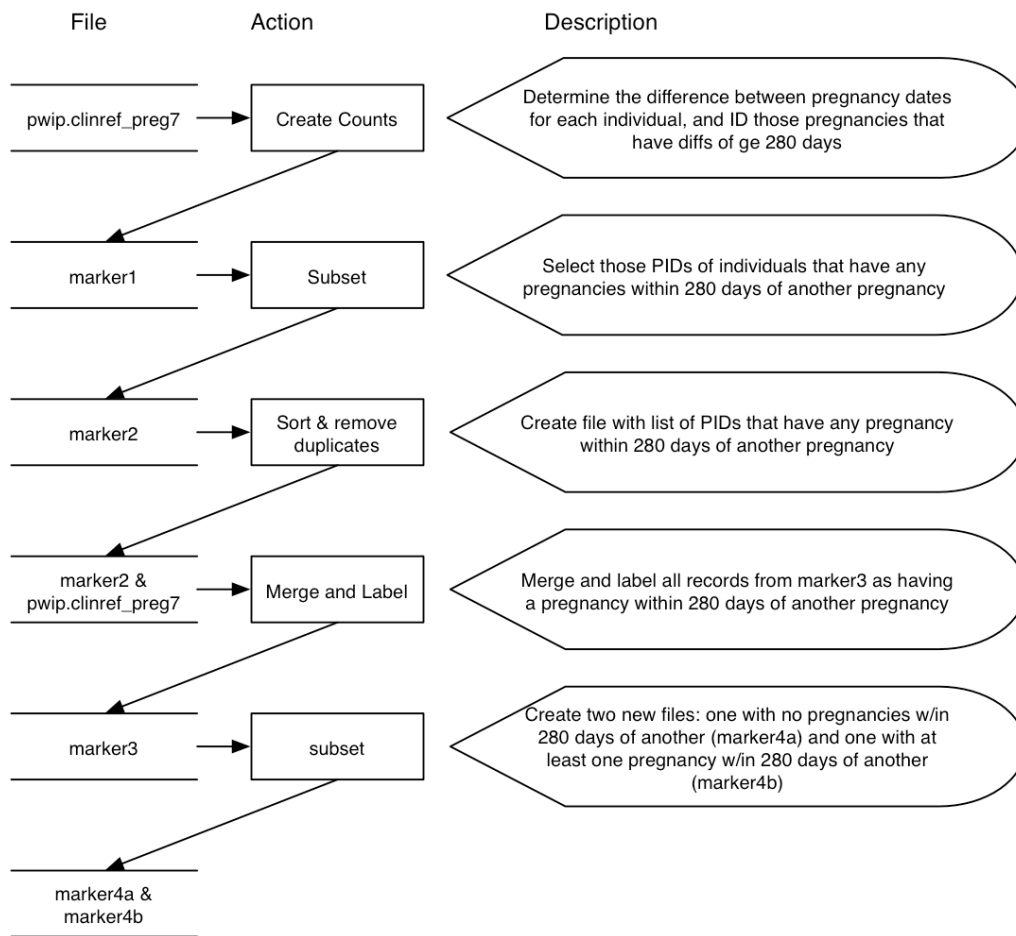 File
Action
Description
pwip.clinref_preg7
Create Counts
Determine the difference between pregnancy dates
for each individual, and ID those pregnancies that
have diffs of ge 280 days
marker1
Subset
Select those PIDs of individuals that have any
pregnancies within 280 days of another pregnancy
marker2
Sort & remove
duplicates
Create file with list of PIDs that have any pregnancy
within 280 days of another pregnancy
marker2 &
pwip.clinref_preg7
Merge and Label
Merge and label all records from marker3 as having
a pregnancy within 280 days of another pregnancy
marker3
subset
Create two new files: one with no pregnancies w/in
280 days of another (marker4a) and one with at
least one pregnancy w/in 280 days of another
(marker4b)
marker4a &
marker4b